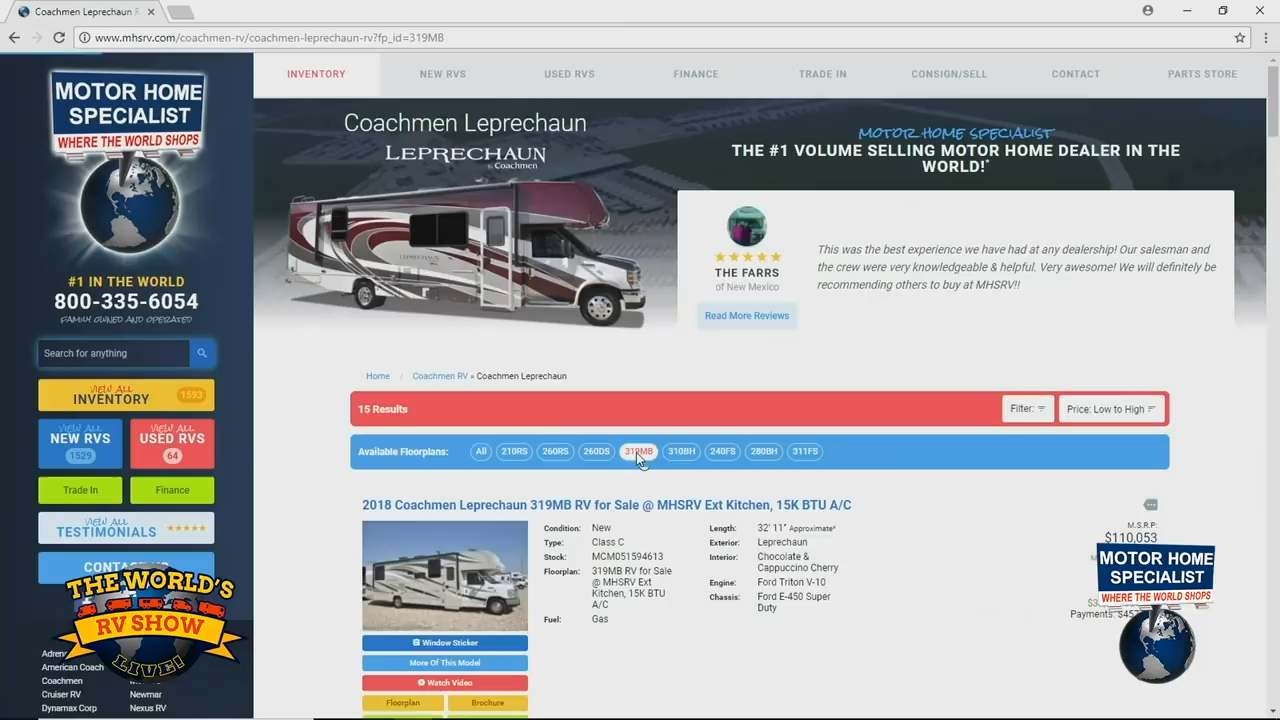 Coachmen Leprechaun R
www.mhsrv.com/coachmen-rv/coachmen-leprechaun-rv?fp_id=319MB
INVENTORY
NEW RVS
USED RVS
FINANCE
TRADE IN
CONSIGN/SELL
CONTACT
PARTS STORE
MOTOR HOME
SPECIALIST
WHERE THE WORLD SHOPS
#1 IN THE WORLD
800-335-6054
FAMILY OWNED AND OPERATED
Search for anything
VIEW ALL
INVENTORY
1593
VIEW ALL
NEW RVS
1529
VIEW ALL
USED RVS
64
Trade In
Finance
VIEW ALL
TESTIMONIALS
THE WORLD'S
RV SHOW
LIVE!
American Coach
Coachmen
Cruiser RV
Newmar
Dynamax Corp
Nexus RV
Coachmen Leprechaun
LEPRECHAUN
by Coachmen
MOTOR HOME SPECIALIST
THE #1 VOLUME SELLING MOTOR HOME DEALER IN THE
WORLD!*
THE FARRS
of New Mexico
Read More Reviews
This was the best experience we have had at any dealership! Our salesman and
the crew were very knowledgeable & helpful. Very awesome! We will definitely be
recommending others to buy at MHSRV!!
Home / Coachmen RV » Coachmen Leprechaun
15 Results
Filter:
Price: Low to High
Available Floorplans:
All
210RS
260RS
260DS
319MB
310BH
240FS
280BH
311FS
2018 Coachmen Leprechaun 319MB RV for Sale @ MHSRV Ext Kitchen, 15K BTU A/C
Condition: New
Type: Class C
Stock: MCM051594613
Floorplan: 319MB RV for Sale
@ MHSRV Ext
Kitchen, 15K BTU
A/C
Fuel: Gas
Length: 32' 11" Approximate*
Exterior: Leprechaun
Interior: Chocolate &
Cappuccino Cherry
Engine: Ford Triton V-10
Chassis: Ford E-450 Super
Duty
M.S.R.P:
$110,053
Payments:
Window Sticker
More Of This Model
Watch Video
Floorplan
Brochure
MOTOR HOME
SPECIALIST
WHERE THE WORLD SHOPS